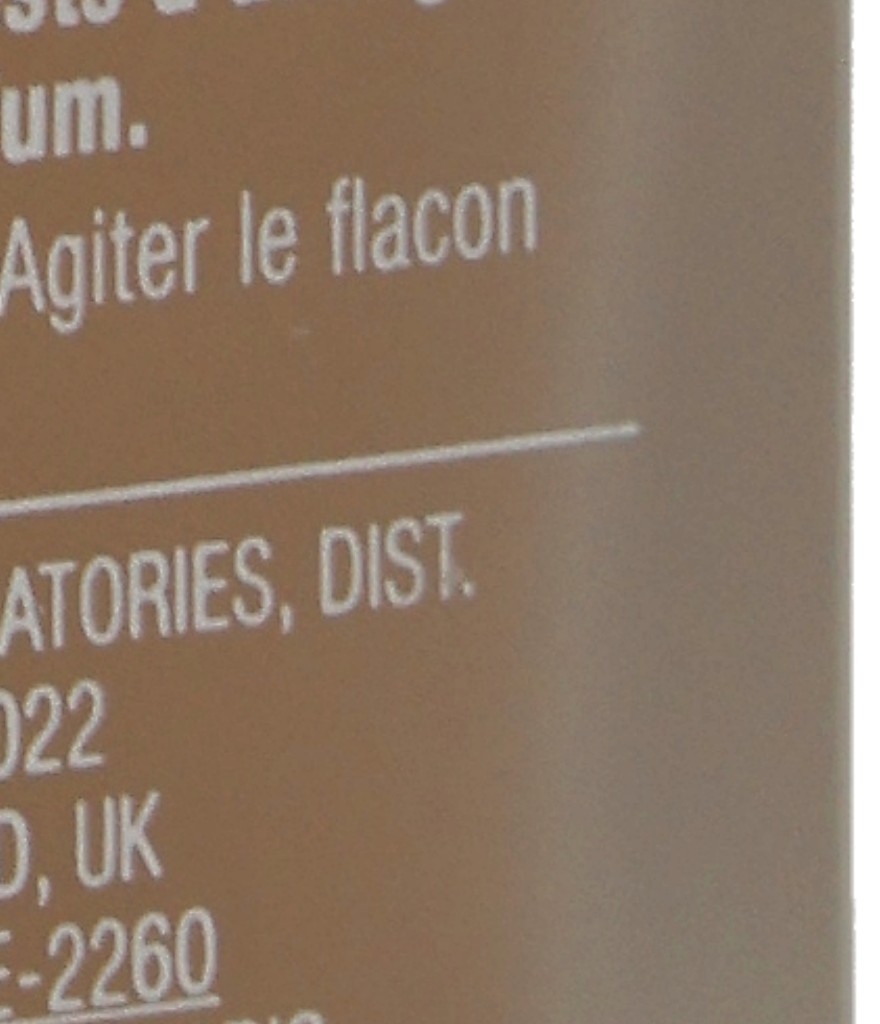 um.
Agiter le flacon
ATORIES, DIST.
022
D, UK
E-2260